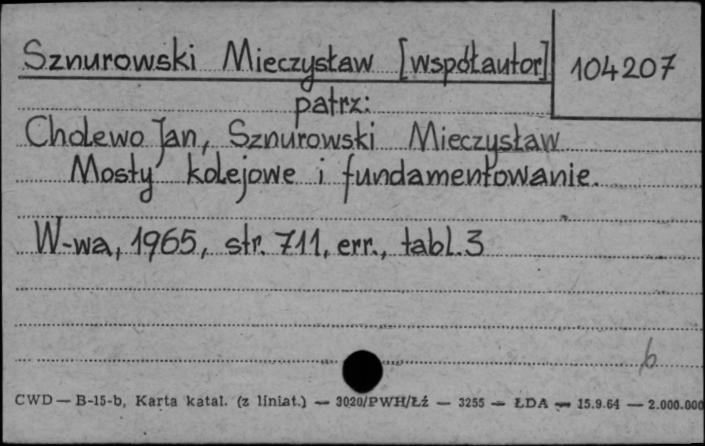 Sznurowski Mieczysław [współautor] 104207
patrz:
Cholewo Jan, Sznurowski Mieczysław
Mosty kolejowe i fundamentowanie.
W-wa, 1965, str. 711, err., tabl. 3
b
CWD — B-15-b, Karta katal. (z liniat.) — 3020/PWH/Łź — 3255 — ŁDA — 15.9.64 — 2.000.000